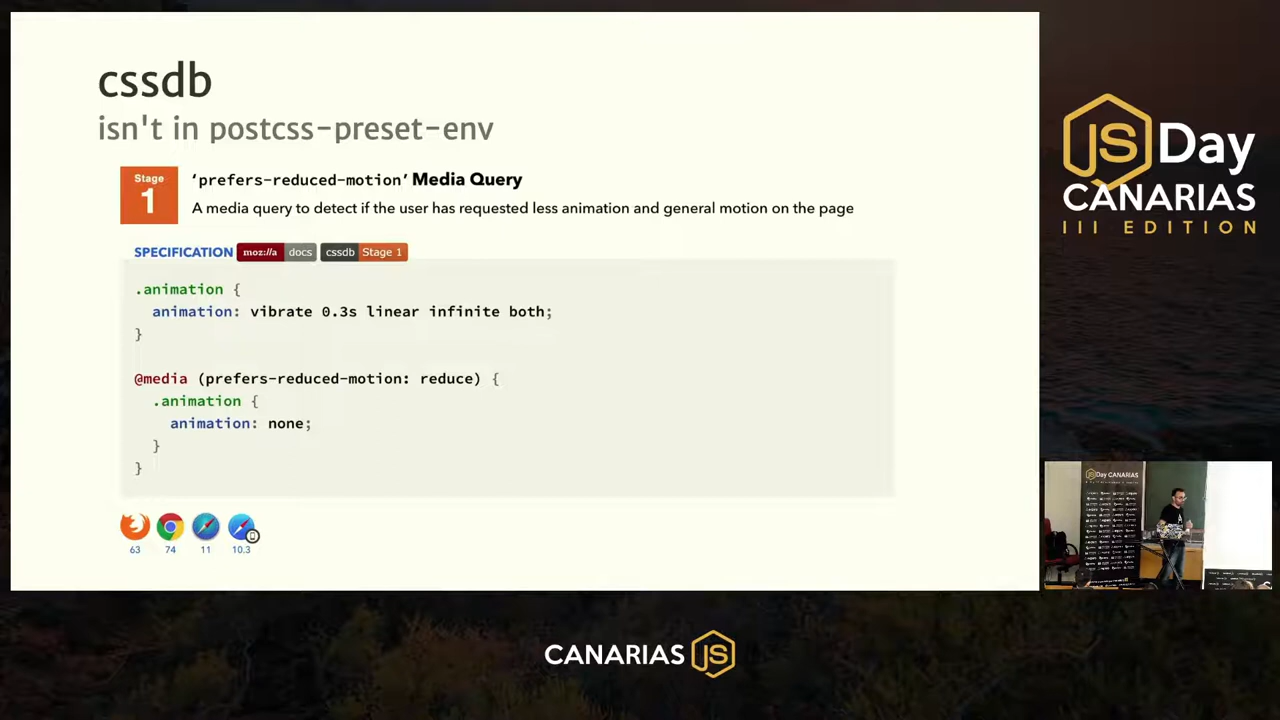 cssdb
isn't in postcss-preset-env
Stage
1
‘prefers-reduced-motion’ Media Query
A media query to detect if the user has requested less animation and general motion on the page
SPECIFICATION moz://a docs cssdb Stage 1
.animation {
animation: vibrate 0.3s linear infinite both;
}
@media (prefers-reduced-motion: reduce) {
.animation {
animation: none;
}
}
63 74 11 10.3
JS Day
CANARIAS
III EDITION
Day CANARIAS
CANARIAS JS